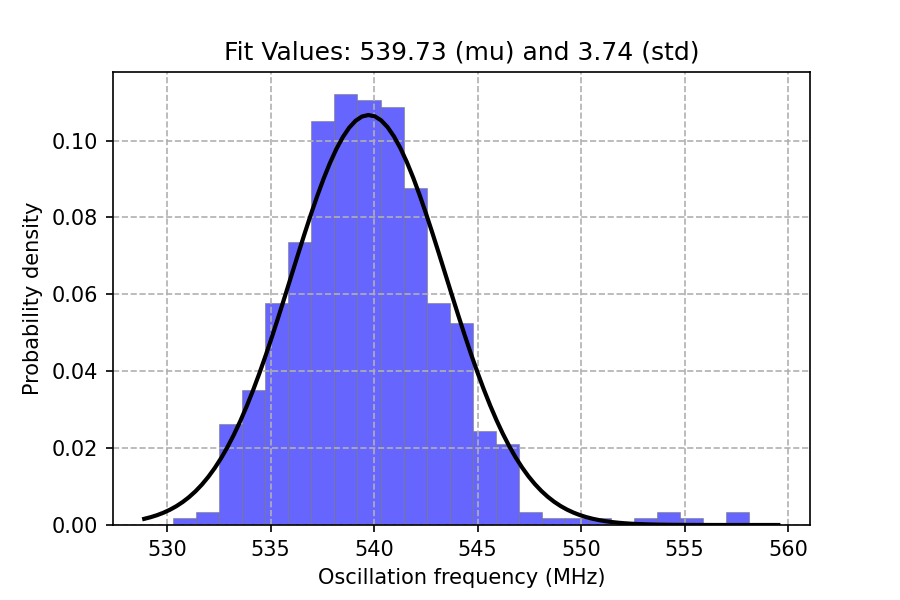 Fit Values: 539.73 (mu) and 3.74 (std)
Probability density
0.10
0.08
0.06
0.04
0.02
0.00
530 535 540 545 550 555 560
Oscillation frequency (MHz)